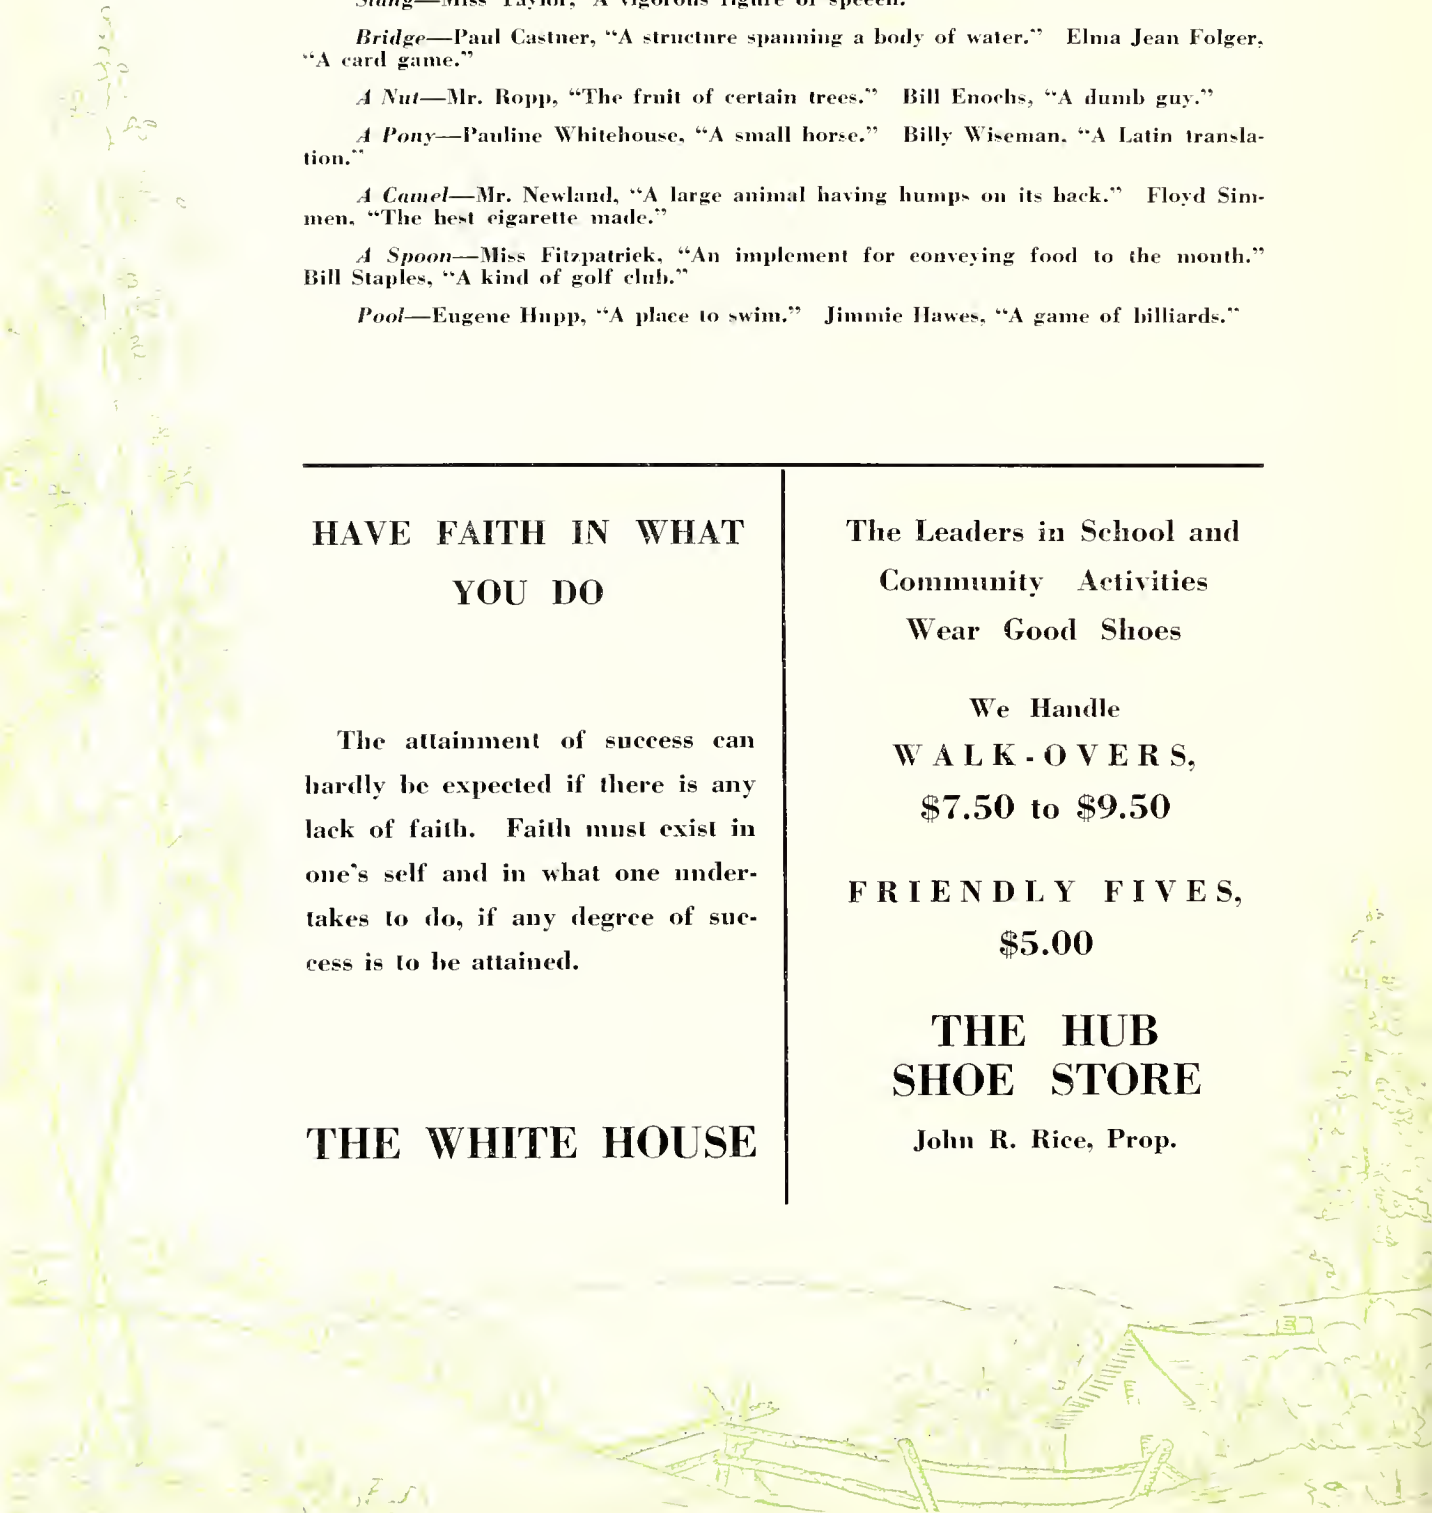 Slang—Miss Taylor, “A vigorous figure of speech.”
Bridge—Paul Castner, “A structure spanning a body of water.” Elma Jean Folger,
“A card game.”
A Nut—Mr. Ropp, “The fruit of certain trees.” Bill Enochs, “A dumb guy.”
A Pony—Pauline Whitehouse, “A small horse.” Billy Wiseman, “A Latin transla-
tion.”
A Camel—Mr. Newland, “A large animal having humps on its back.” Floyd Sim-
men, “The best cigarette made.”
A Spoon—Miss Fitzpatrick, “An implement for conveying food to the mouth.”
Bill Staples, “A kind of golf club.”
Pool—Eugene Hupp, “A place to swim.” Jimmie Hawes, “A game of billiards.”
HAVE FAITH IN WHAT
YOU DO
The attainment of success can
hardly be expected if there is any
lack of faith. Faith must exist in
one's self and in what one under-
takes to do, if any degree of suc-
cess is to be attained.
THE WHITE HOUSE
The Leaders in School and
Community Activities
Wear Good Shoes
We Handle
WALK-OVERS,
$7.50 to $9.50
FRIENDLY FIVES,
$5.00
THE HUB
SHOE STORE
John R. Rice, Prop.